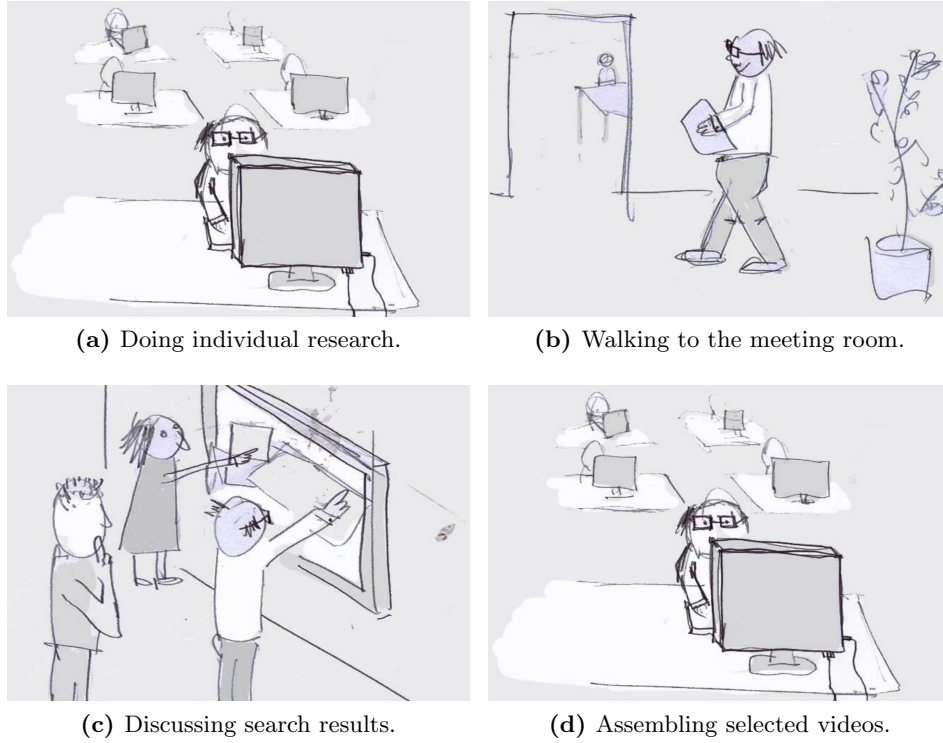 (a) Doing individual research.
(b) Walking to the meeting room.
(c) Discussing search results.
(d) Assembling selected videos.